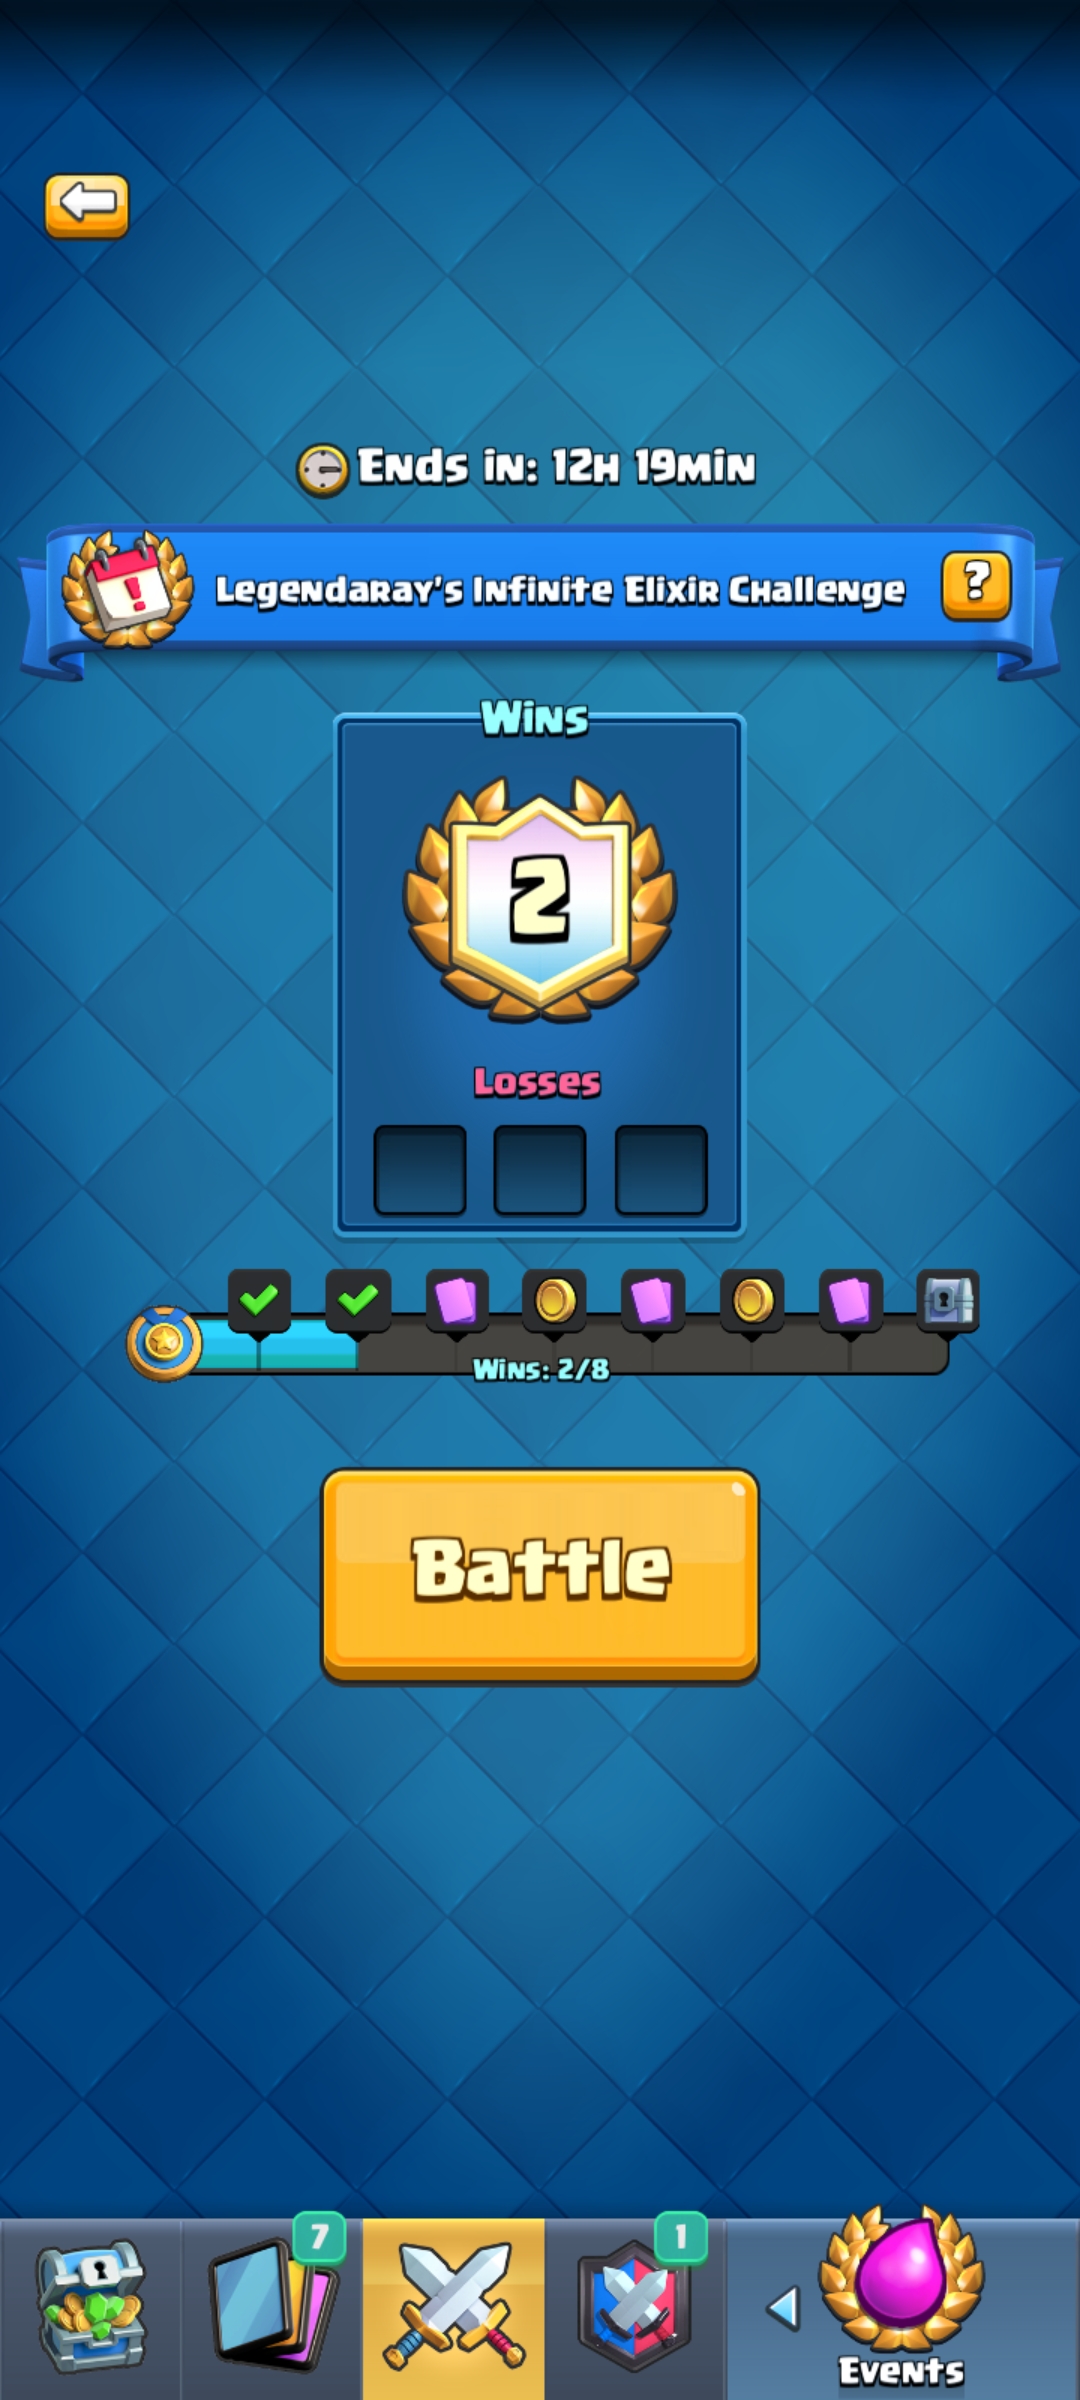 Ends in: 12h 19min
Legendaray's Infinite Elixir Challenge
?
Wins
2
Losses
Wins: 2/8
Battle
7
1
Events